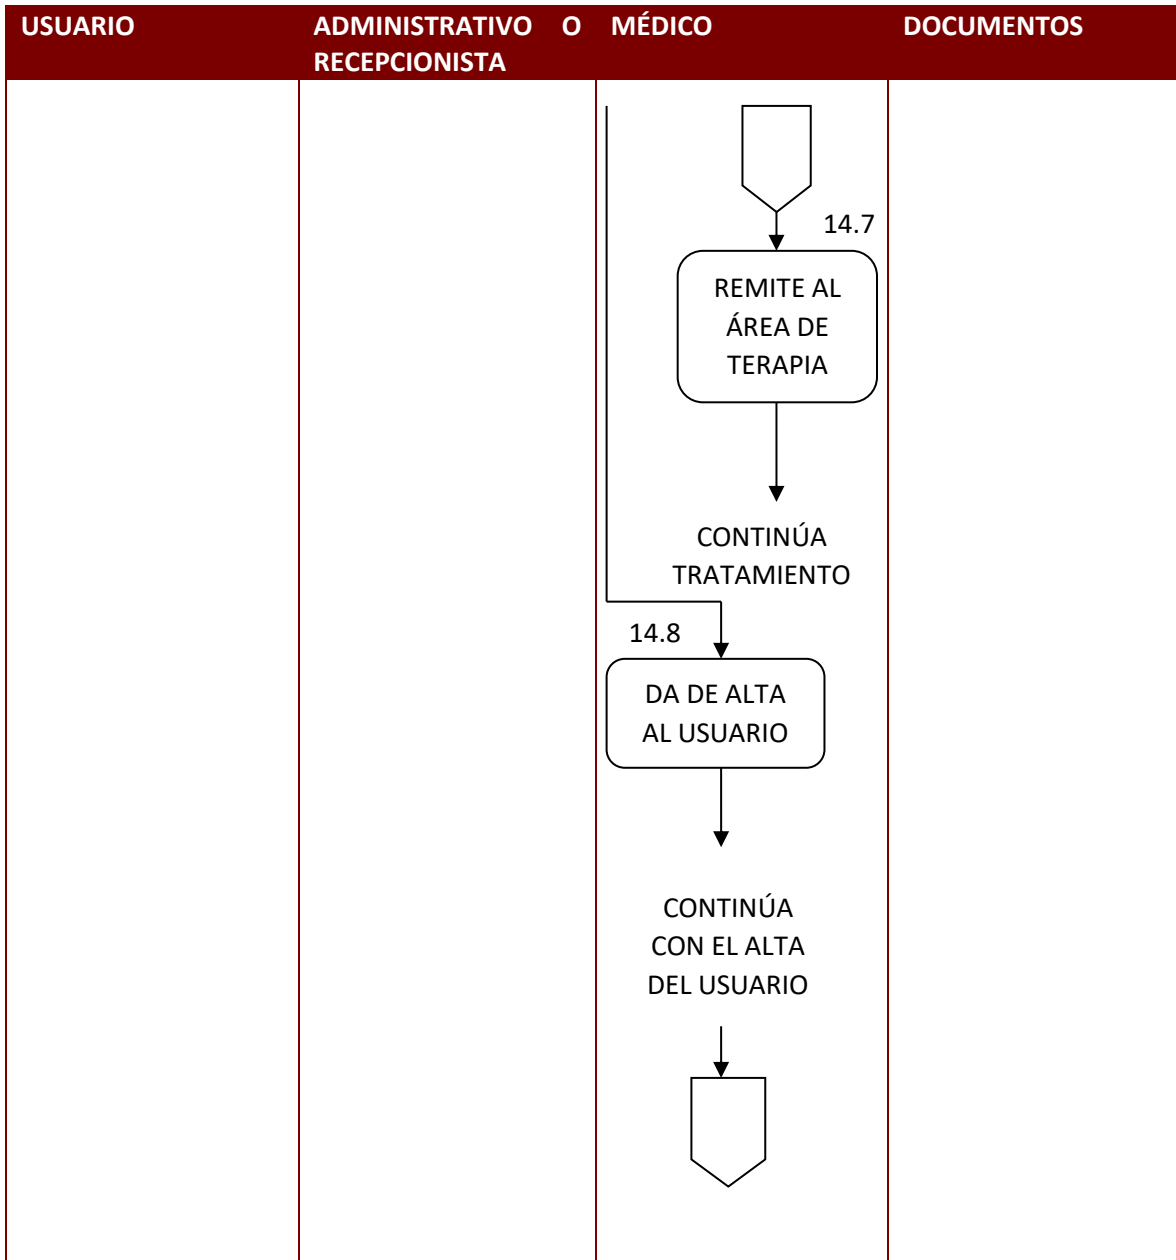 USUARIO
ADMINISTRATIVO O
RECEPCIONISTA
MÉDICO
DOCUMENTOS
14.7
REMITE AL
ÁREA DE
TERAPIA
CONTINÚA
TRATAMIENTO
14.8
DA DE ALTA
AL USUARIO
CONTINÚA
CON EL ALTA
DEL USUARIO